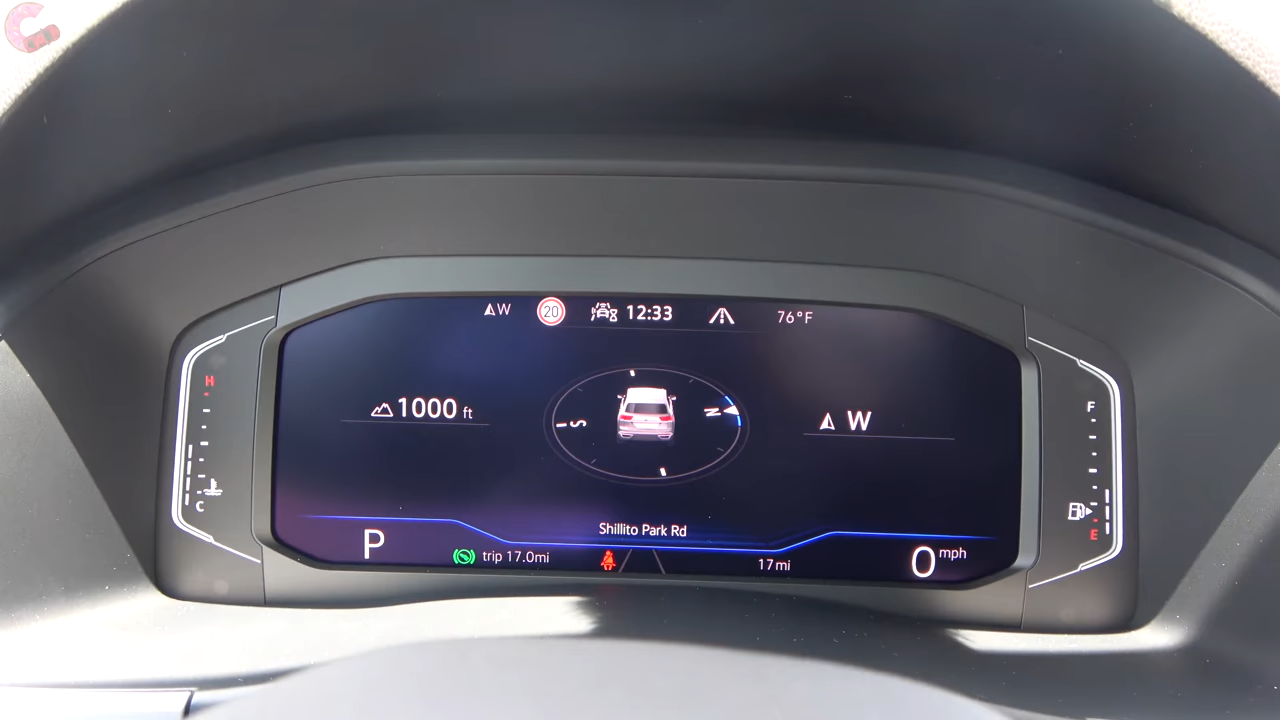 W 20 12:33 76°F
H
F
1000 ft
S N
W
C
E
Shillito Park Rd
P trip 17.0mi 17mi 0 mph